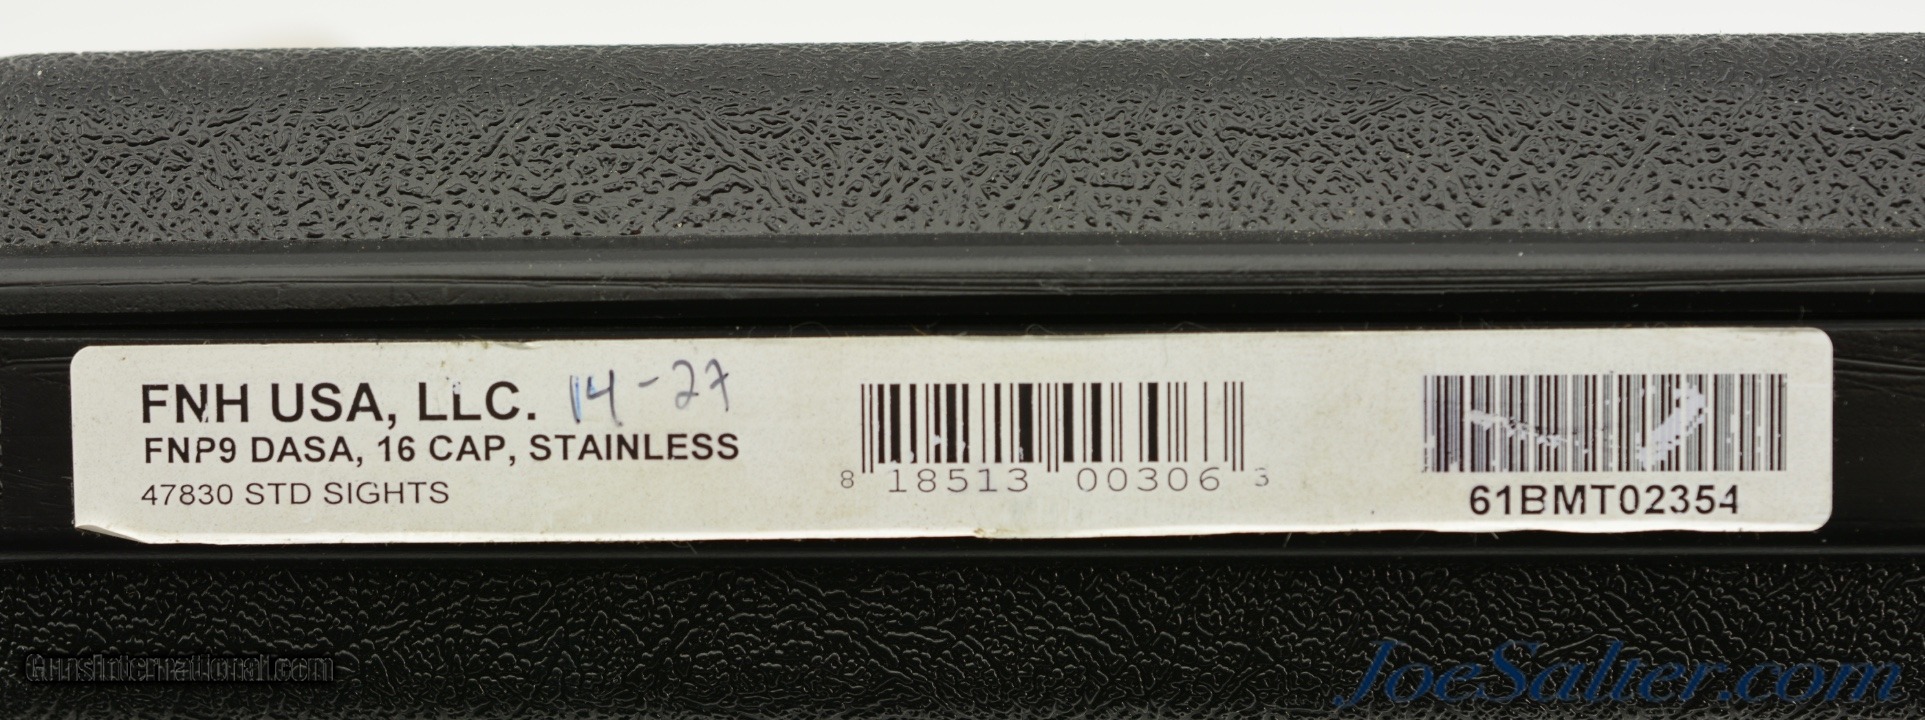 FNH USA, LLC. 14-27
FNP9 DASA, 16 CAP, STAINLESS
47830 STD SIGHTS
8 18513 00306 3
61BMT02354
GunsInternational.com
JoeSalter.com